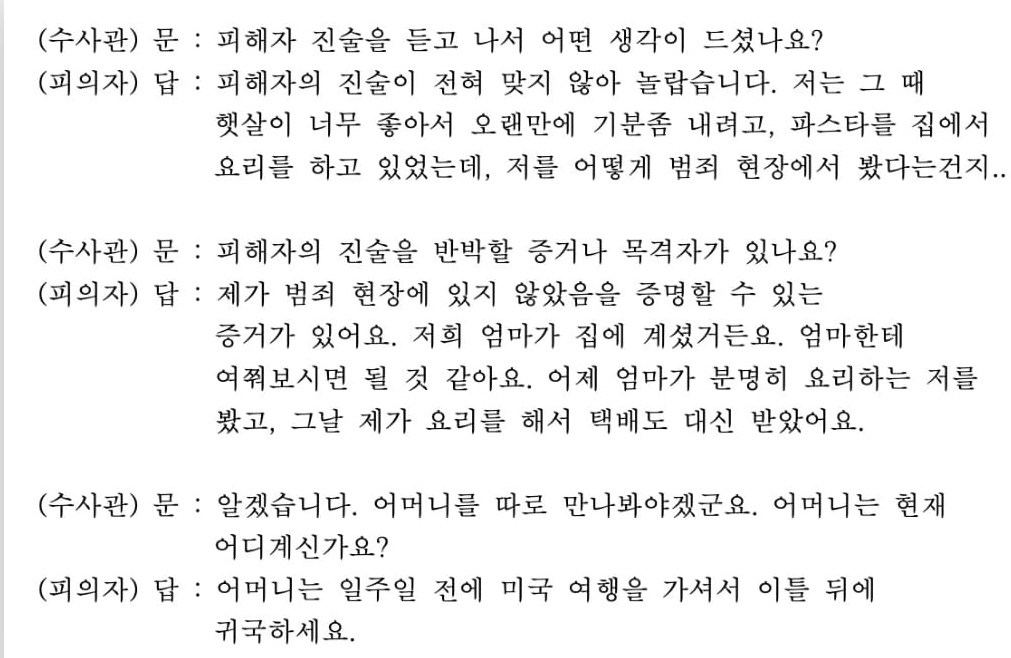 (수사관) 문 : 피해자 진술을 듣고 나서 어떤 생각이 드셨나요?
(피의자) 답 : 피해자의 진술이 전혀 맞지 않아 놀랍습니다. 저는 그 때
햇살이 너무 좋아서 오랜만에 기분좀 내려고, 파스타를 집에서
요리를 하고 있었는데, 저를 어떻게 범죄 현장에서 봤다는건지..
(수사관) 문 : 피해자의 진술을 반박할 증거나 목격자가 있나요?
(피의자) 답 : 제가 범죄 현장에 있지 않았음을 증명할 수 있는
증거가 있어요. 저희 엄마가 집에 계셨거든요. 엄마한테
여쭤보시면 될 것 같아요. 어제 엄마가 분명히 요리하는 저를
봤고, 그날 제가 요리를 해서 택배도 대신 받았어요.
(수사관) 문 : 알겠습니다. 어머니를 따로 만나봐야겠군요. 어머니는 현재
어디계신가요?
(피의자) 답 : 어머니는 일주일 전에 미국 여행을 가셔서 이틀 뒤에
귀국하세요.